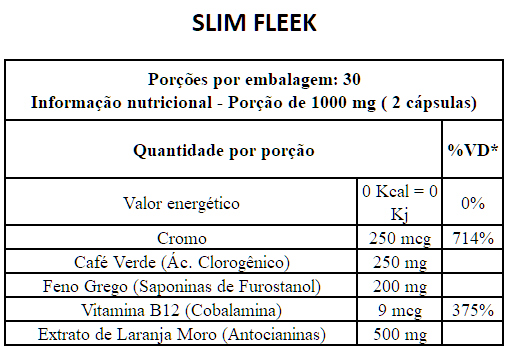 SLIM FLEEK
Porções por embalagem: 30
Informação nutricional - Porção de 1000 mg ( 2 cápsulas)
Quantidade por porção %VD*
Valor energético 0 Kcal = 0 Kj 0%
Cromo 250 mcg 714%
Café Verde (Ác. Clorogênico) 250 mg
Feno Grego (Saponinas de Furostanol) 200 mg
Vitamina B12 (Cobalamina) 9 mcg 375%
Extrato de Laranja Moro (Antocianinas) 500 mg